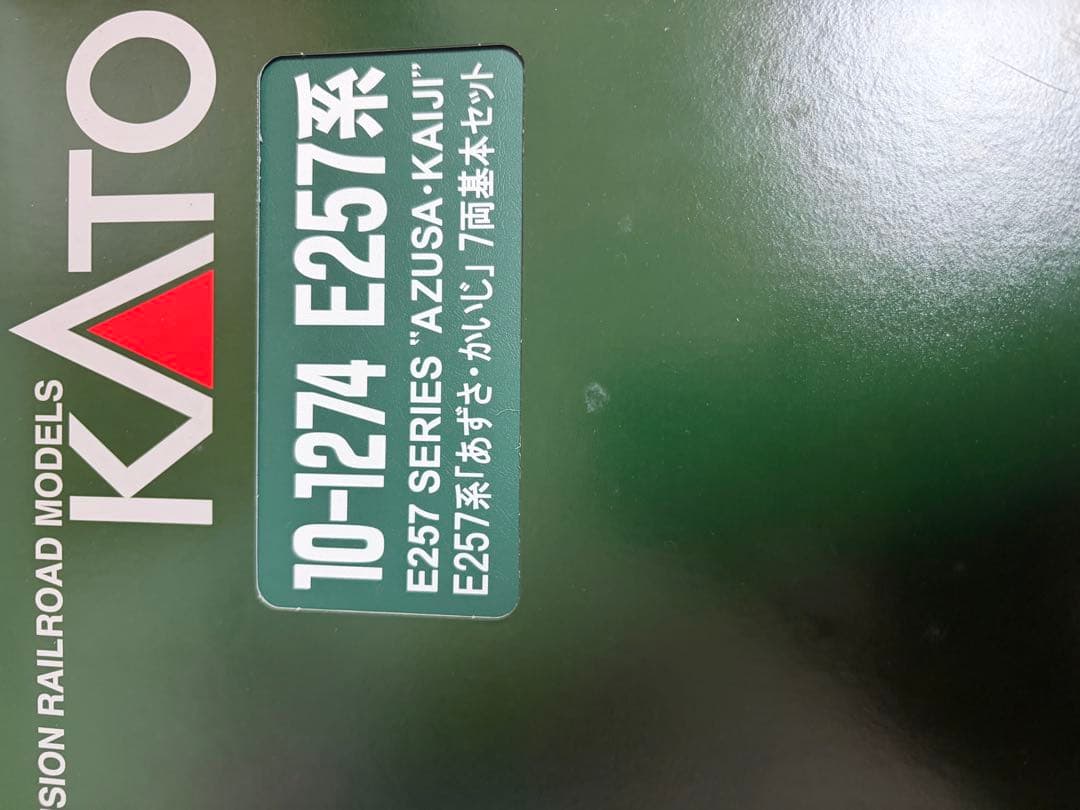 SION RAILROAD MODELS
KATO
10-1274 E257系
E257 SERIES "AZUSA・KAIJI"
E257系「あずさ・かいじ」 7両基本セット